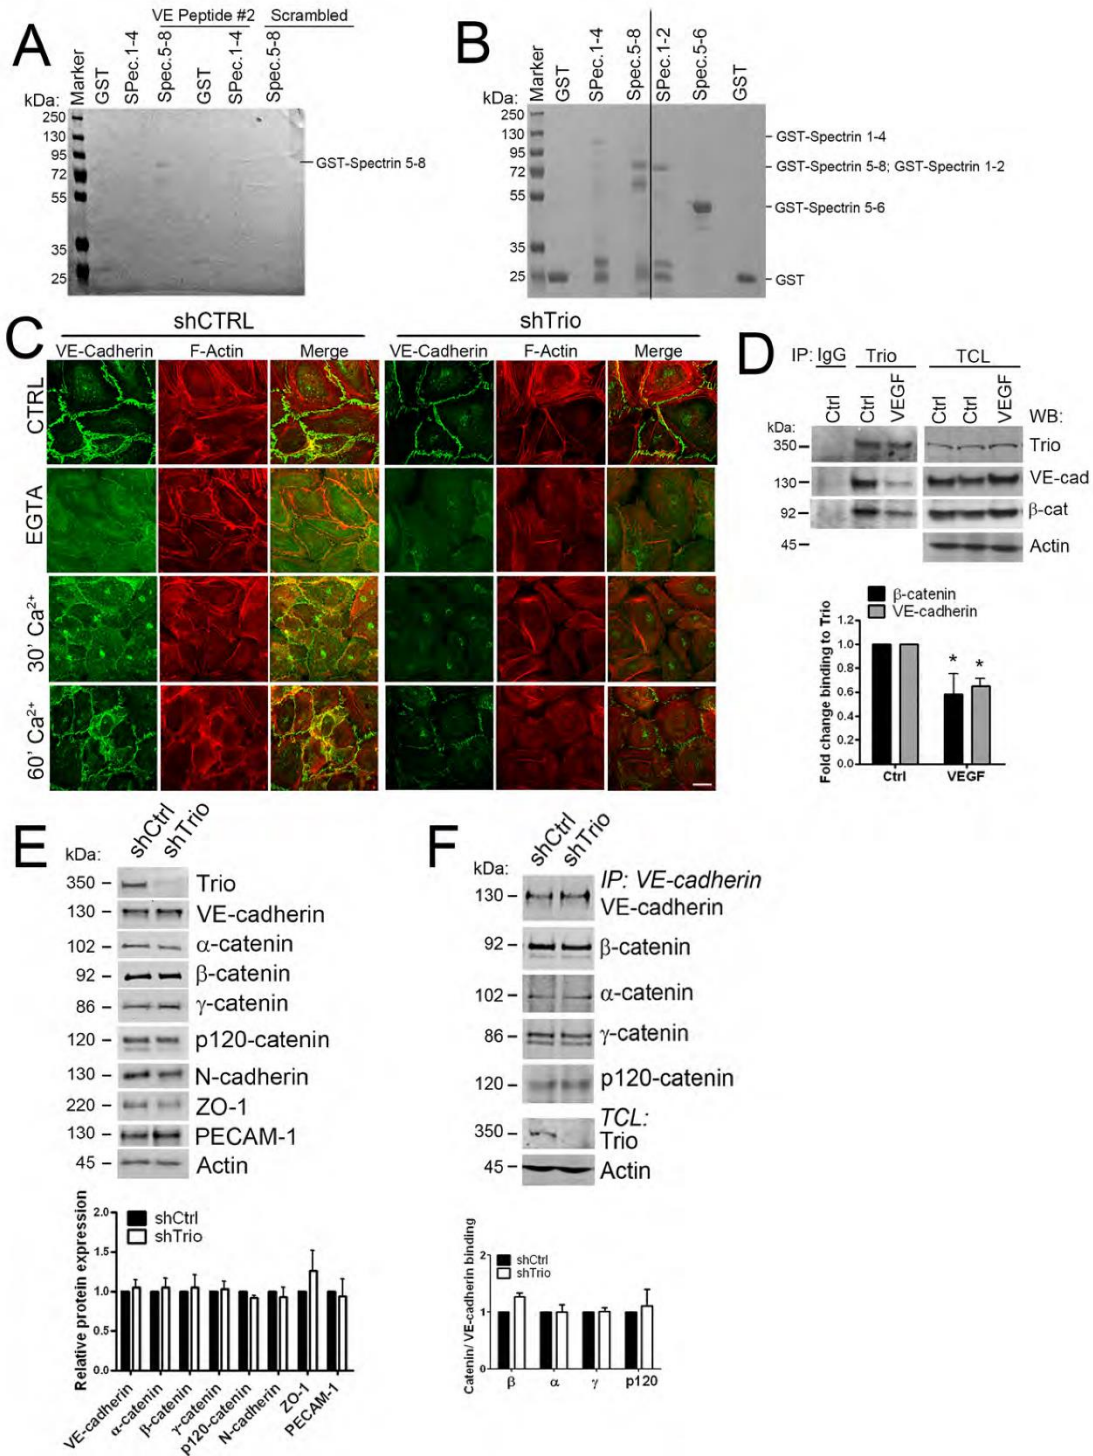 A
VE Peptide #2
Scrambled
kDa:
Marker
GST
SPec.1-4
Spec.5-8
GST
SPec.1-4
Spec.5-8
250
130
95
72
55
35
25
GST-Spectrin 5-8
B
kDa:
Marker
GST
SPec.1-4
Spec.5-8
SPec.1-2
Spec.5-6
GST
250
130
95
72
55
35
25
GST-Spectrin 1-4
GST-Spectrin 5-8; GST-Spectrin 1-2
GST-Spectrin 5-6
GST
C
shCTRL
shTrio
VE-Cadherin
F-Actin
Merge
VE-Cadherin
F-Actin
Merge
CTRL
EGTA
30' Ca²⁺
60' Ca²⁺
D
IP: IgG
Trio
TCL
Ctrl
Ctrl
VEGF
Ctrl
Ctrl
VEGF
WB:
kDa:
350
Trio
130
VE-cad
92
β-cat
45
Actin
β-catenin
VE-cadherin
Fold change binding to Trio
1.2
1.0
0.8
0.6
0.4
0.2
0.0
* *
Ctrl
VEGF
E
shCtrl
shTrio
kDa:
350 Trio
130 VE-cadherin
102 α-catenin
92 β-catenin
86 γ-catenin
120 p120-catenin
130 N-cadherin
220 ZO-1
130 PECAM-1
45 Actin
Relative protein expression
2.0
1.5
1.0
0.5
0.0
shCtrl
shTrio
VE-cadherin
α-catenin
β-catenin
γ-catenin
p120-catenin
N-cadherin
ZO-1
PECAM-1
F
shCtrl
shTrio
kDa:
IP: VE-cadherin
130 VE-cadherin
92 β-catenin
102 α-catenin
86 γ-catenin
120 p120-catenin
TCL:
350 Trio
45 Actin
Catenin/ VE-cadherin binding
2
1
0
shCtrl
shTrio
β
α
γ
p120